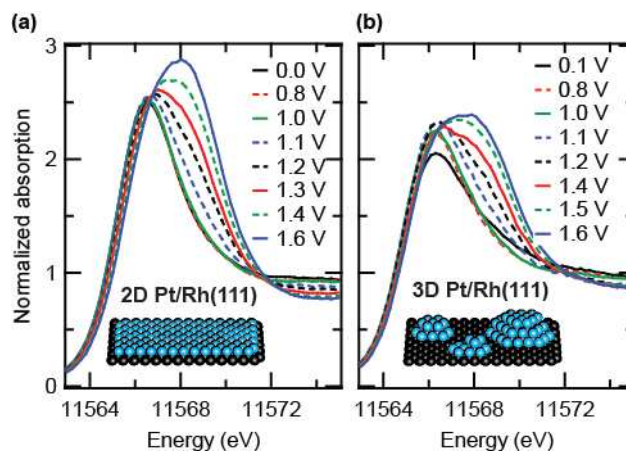 (a)
3
2
1
0
Normalized absorption
0.0 V
0.8 V
1.0 V
1.1 V
1.2 V
1.3 V
1.4 V
1.6 V
2D Pt/Rh(111)
11564
11568
11572
Energy (eV)
(b)
0.1 V
0.8 V
1.0 V
1.1 V
1.2 V
1.4 V
1.5 V
1.6 V
3D Pt/Rh(111)
11564
11568
11572
Energy (eV)